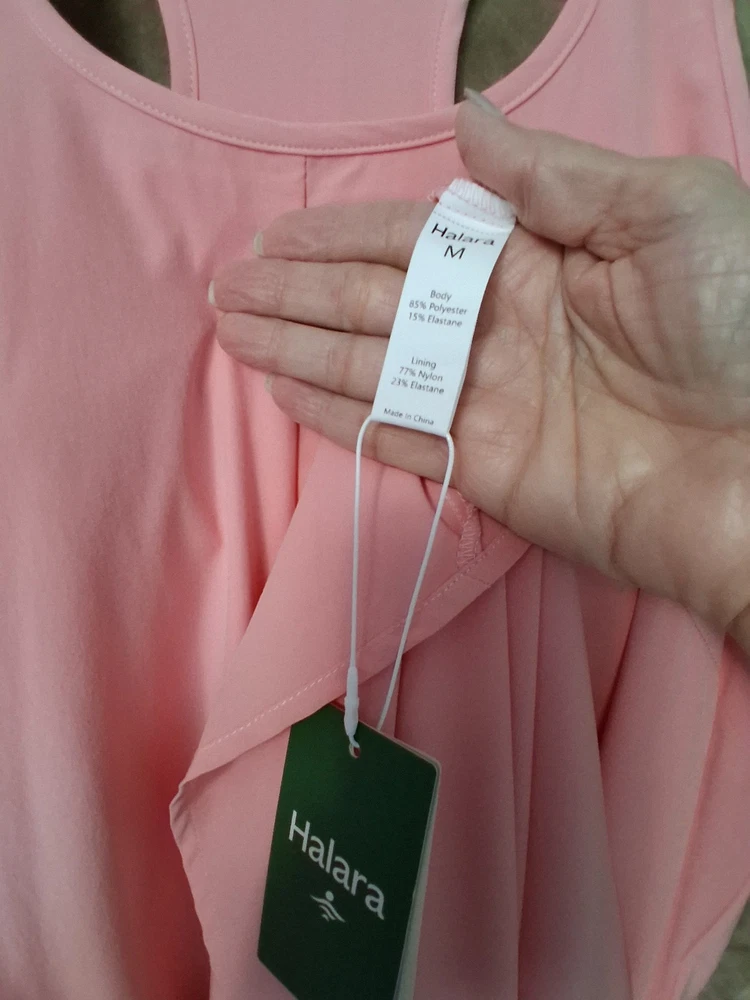 Halara
M
Body
85% Polyester
15% Elastane
Lining
77% Nylon
23% Elastane
Made in China
Halara